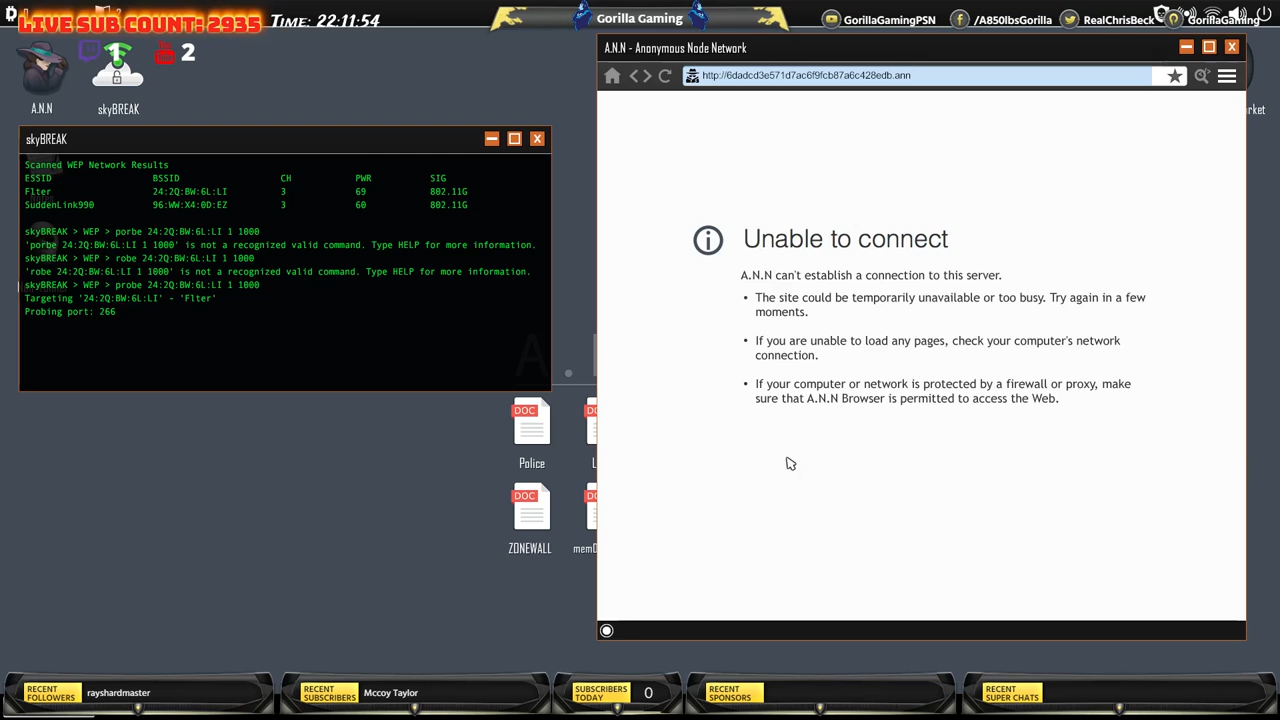 LIVE SUB COUNT: 2935
TIME: 22:11:54
Gorilla Gaming
GorillaGamingPSN
/A850lbsGorilla
RealChrisBeck
GorillaGaming
1
2
A.N.N
skyBREAK
A.N.N - Anonymous Node Network
http://6dadcd3e571d7ac6f9fcb87a6c428edb.ann
skyBREAK
Scanned WEP Network Results
ESSID BSSID CH PWR SIG
Flter 24:2Q:BW:6L:LI 3 69 802.11G
SuddenLink990 96:WW:X4:0D:EZ 3 60 802.11G
skyBREAK > WEP > porbe 24:2Q:BW:6L:LI 1 1000
'porbe 24:2Q:BW:6L:LI 1 1000' is not a recognized valid command. Type HELP for more information.
skyBREAK > WEP > robe 24:2Q:BW:6L:LI 1 1000
'robe 24:2Q:BW:6L:LI 1 1000' is not a recognized valid command. Type HELP for more information.
skyBREAK > WEP > probe 24:2Q:BW:6L:LI 1 1000
Targeting '24:2Q:BW:6L:LI' - 'Flter'
Probing port: 266
Unable to connect
A.N.N can't establish a connection to this server.
• The site could be temporarily unavailable or too busy. Try again in a few
moments.
• If you are unable to load any pages, check your computer's network
connection.
• If your computer or network is protected by a firewall or proxy, make
sure that A.N.N Browser is permitted to access the Web.
A.
DOC
Police
L
DOC
ZONEWALL
memD
RECENT
FOLLOWERS
rayshardmaster
RECENT
SUBSCRIBERS
Mccoy Taylor
SUBSCRIBERS
TODAY
0
RECENT
SPONSORS
RECENT
SUPER CHATS